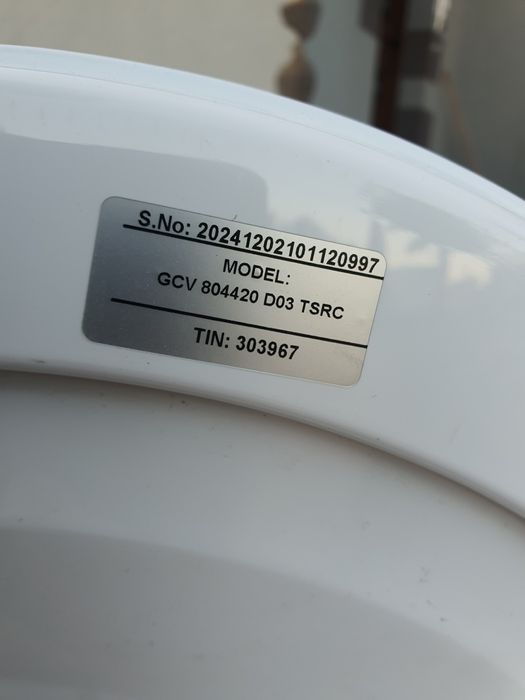 S.No: 20241202101120997
MODEL:
GCV 804420 D03 TSRC
TIN: 303967